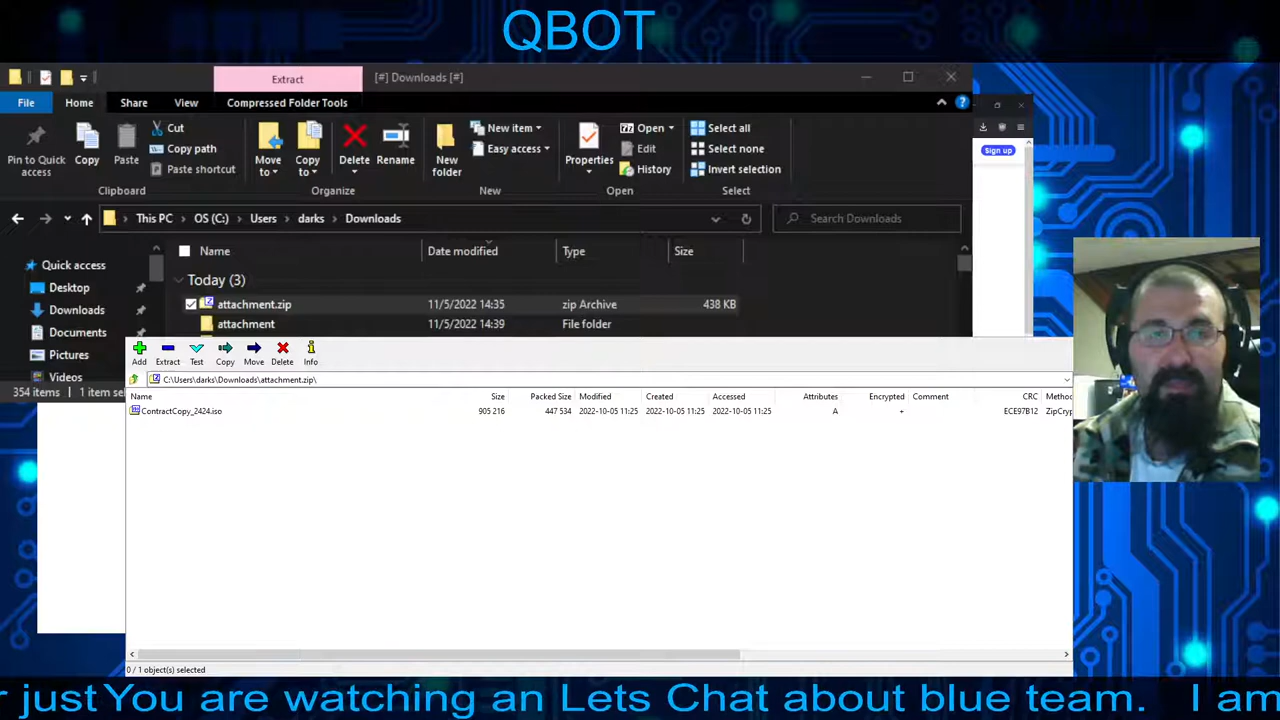 QBOT
Extract
[#] Downloads [#]
File
Home
Share
View
Compressed Folder Tools
Pin to Quick access
Copy
Paste
Cut
Copy path
Paste shortcut
Clipboard
Move to
Copy to
Delete
Rename
Organize
New folder
New item
Easy access
New
Properties
Open
Edit
History
Open
Select all
Select none
Invert selection
Select
Sign up
This PC
OS (C:)
Users
darks
Downloads
Search Downloads
Quick access
Desktop
Downloads
Documents
Pictures
Videos
Name
Date modified
Type
Size
Today (3)
attachment.zip 11/5/2022 14:35 zip Archive 438 KB
attachment 11/5/2022 14:39 File folder
354 items
1 item sel
Add
Extract
Test
Copy
Move
Delete
Info
C:\Users\darks\Downloads\attachment.zip\
Name Size Packed Size Modified Created Accessed Attributes Encrypted Comment CRC Metho
ContractCopy_2424.iso 905 216 447 534 2022-10-05 11:25 2022-10-05 11:25 2022-10-05 11:25 A + ECE97B12 ZipCryp
0 / 1 object(s) selected
r just You are watching an Lets Chat about blue team. I am